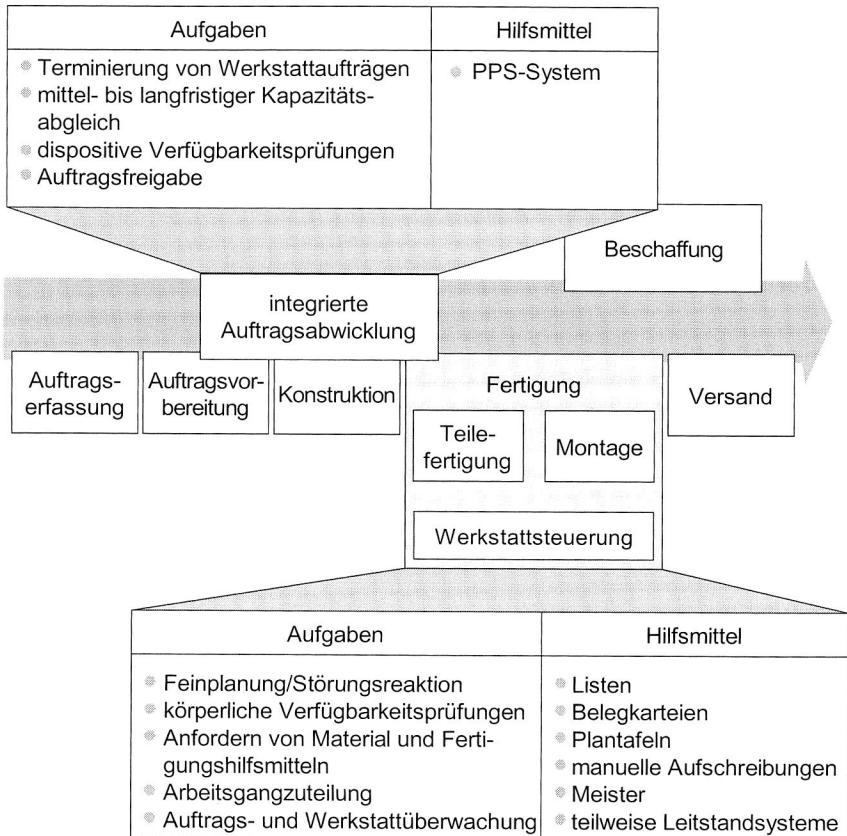 Aufgaben
Hilfsmittel
Terminierung von Werkstattaufträgen
mittel- bis langfristiger Kapazitäts-
abgleich
dispositive Verfügbarkeitsprüfungen
Auftragsfreigabe
PPS-System
Beschaffung
integrierte
Auftragsabwicklung
Auftrags-
erfassung
Auftragsvor-
bereitung
Konstruktion
Fertigung
Teile-
fertigung
Montage
Werkstattsteuerung
Versand
Aufgaben
Hilfsmittel
Feinplanung/Störungsreaktion
körperliche Verfügbarkeitsprüfungen
Anfordern von Material und Ferti-
gungshilfsmitteln
Arbeitsgangzuteilung
Auftrags- und Werkstattüberwachung
Listen
Belegkarteien
Plantafeln
manuelle Aufschreibungen
Meister
teilweise Leitstandsysteme